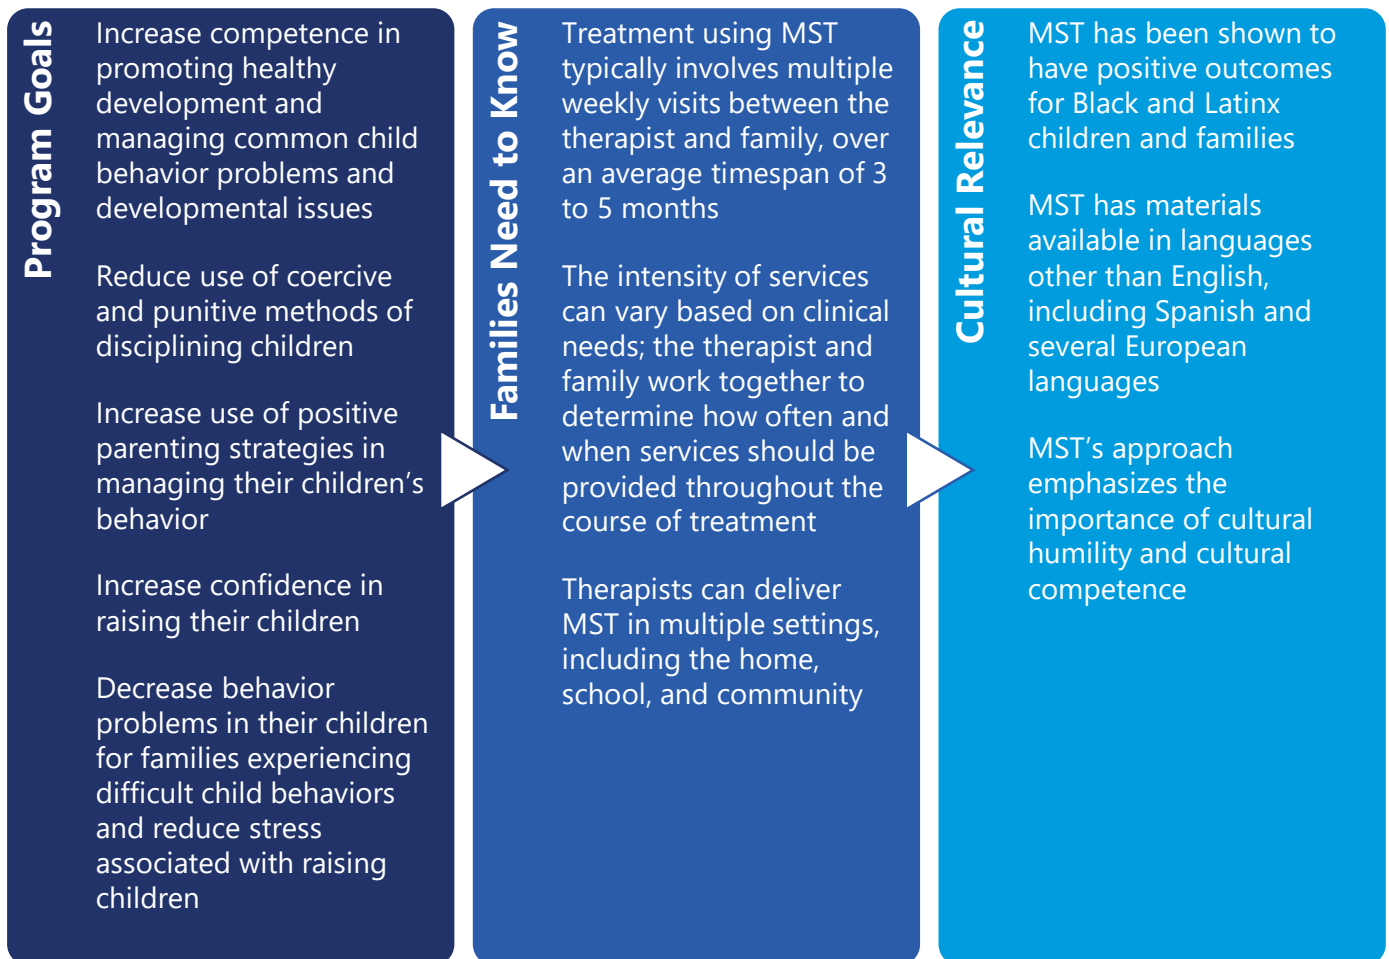 Program Goals
Increase competence in
promoting healthy
development and
managing common child
behavior problems and
developmental issues
Reduce use of coercive
and punitive methods of
disciplining children
Increase use of positive
parenting strategies in
managing their children’s
behavior
Increase confidence in
raising their children
Decrease behavior
problems in their children
for families experiencing
difficult child behaviors
and reduce stress
associated with raising
children
Families Need to Know
Treatment using MST
typically involves multiple
weekly visits between the
therapist and family, over
an average timespan of 3
to 5 months
The intensity of services
can vary based on clinical
needs; the therapist and
family work together to
determine how often and
when services should be
provided throughout the
course of treatment
Therapists can deliver
MST in multiple settings,
including the home,
school, and community
Cultural Relevance
MST has been shown to
have positive outcomes
for Black and Latinx
children and families
MST has materials
available in languages
other than English,
including Spanish and
several European
languages
MST’s approach
emphasizes the
importance of cultural
humility and cultural
competence